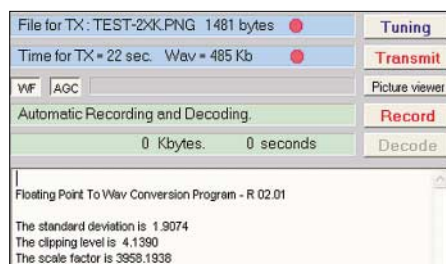 File for TX : TEST-2XK.PNG 1481 bytes
Tuning
Time for TX = 22 sec. Wav = 485 Kb
Transmit
WF AGC
Picture viewer
Automatic Recording and Decoding.
Record
0 Kbytes. 0 seconds
Decode
Floating Point To Wav Conversion Program - R 02.01
The standard deviation is 1.9074
The clipping level is 4.1390
The scale factor is 3958.1938